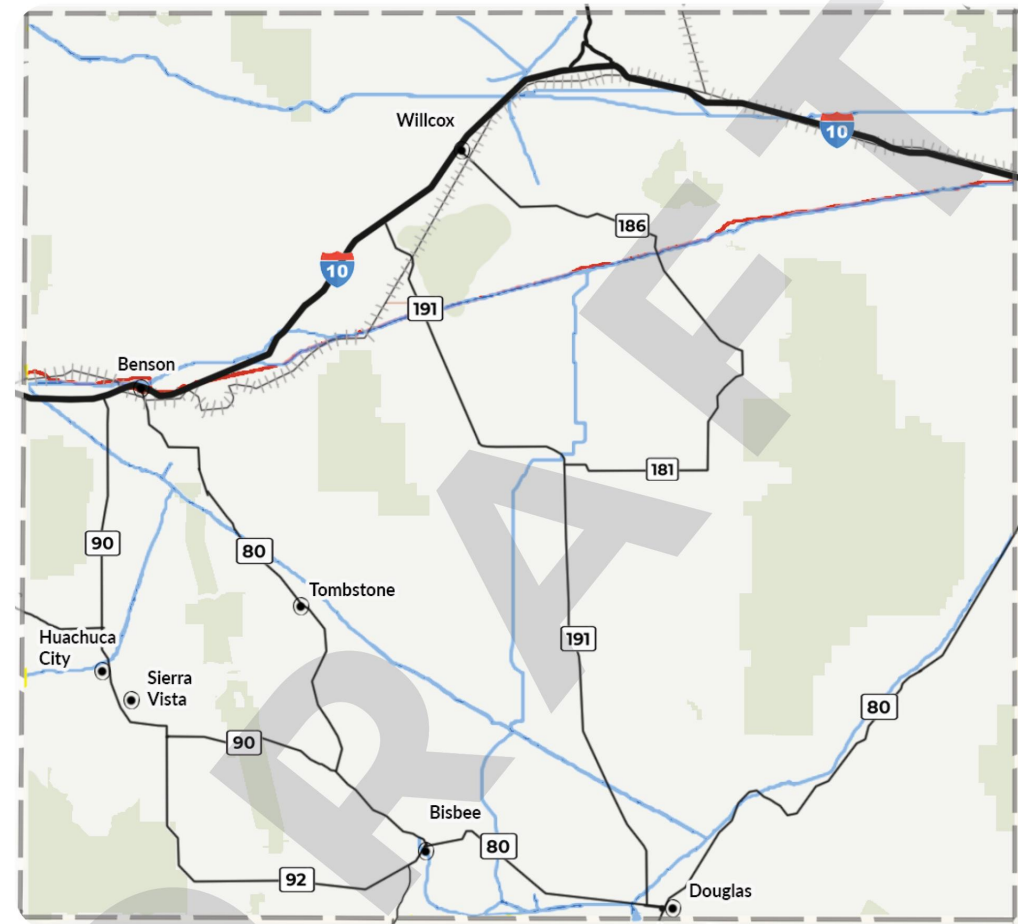 Willcox
10
186
10
191
Benson
181
90
80
Tombstone
Huachuca
City
191
Sierra
Vista
80
90
Bisbee
80
92
Douglas
DRAFT